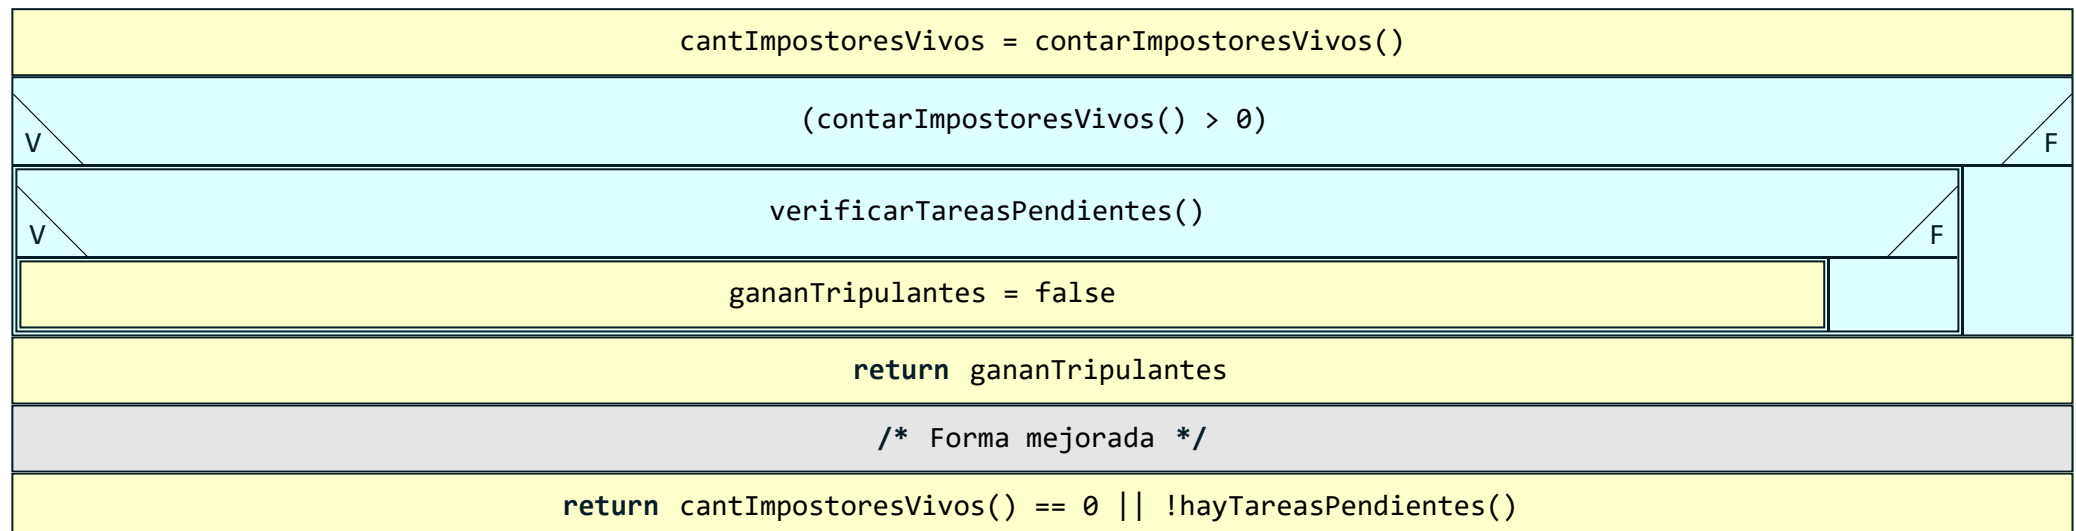 cantImpostoresVivos = contarImpostoresVivos()
(contarImpostoresVivos() > 0)
V
F
verificarTareasPendientes()
V
F
gananTripulantes = false
return gananTripulantes
/* Forma mejorada */
return cantImpostoresVivos() == 0 || !hayTareasPendientes()